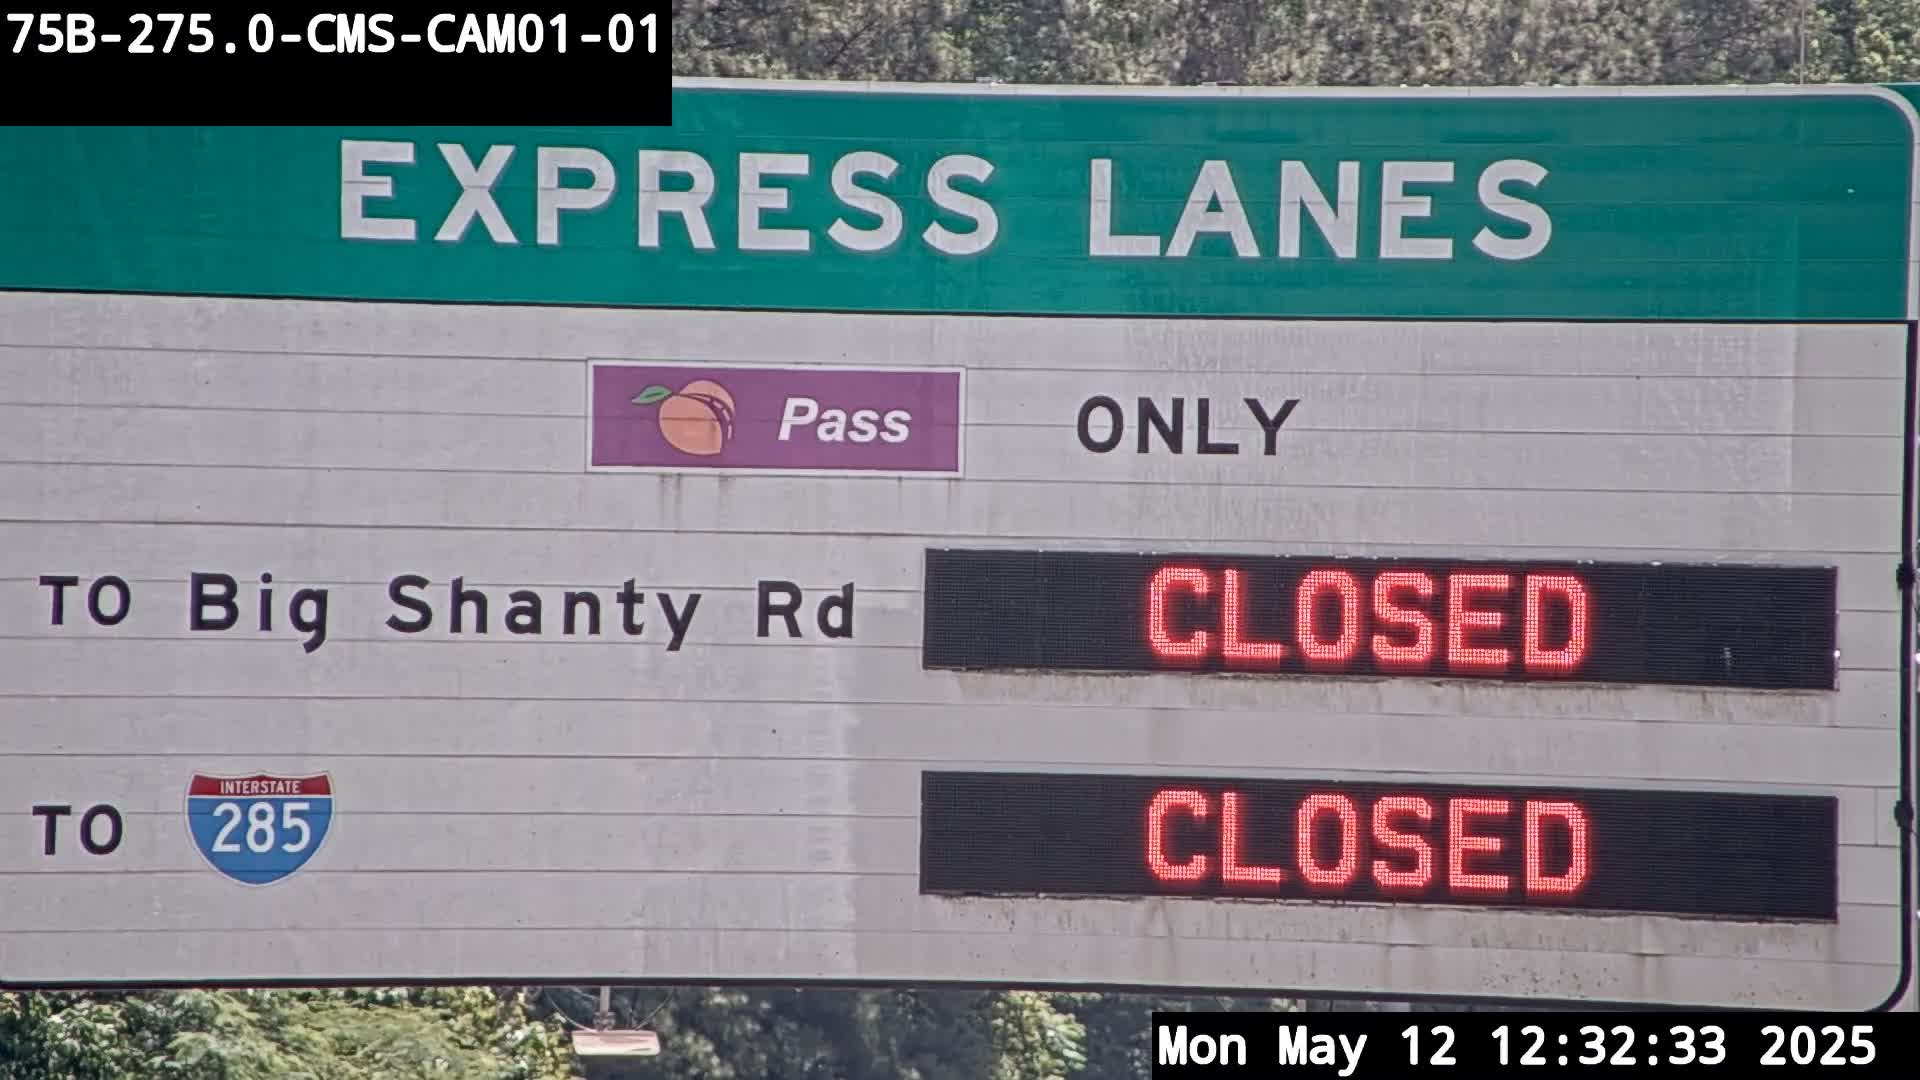 75B-275.0-CMS-CAM01-01
EXPRESS LANES
Pass ONLY
TO Big Shanty Rd CLOSED
TO INTERSTATE 285 CLOSED
Mon May 12 12:32:33 2025